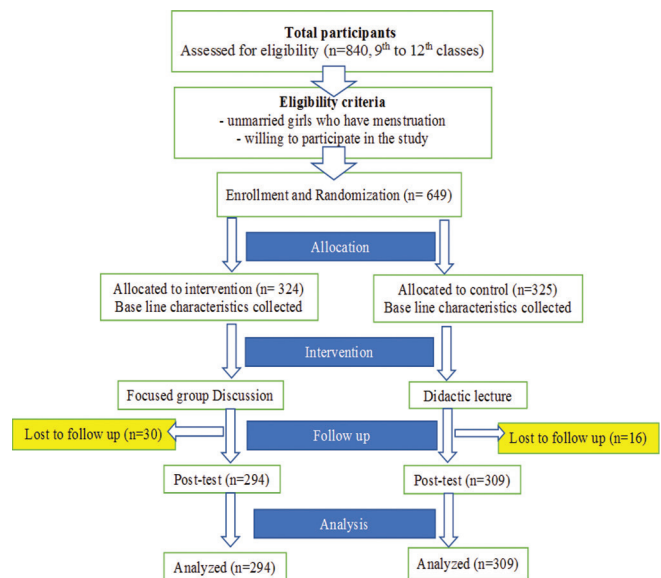 Total participants
Assessed for eligibility (n=840, 9th to 12th classes)
Eligibility criteria
- unmarried girls who have menstruation
- willing to participate in the study
Enrollment and Randomization (n= 649)
Allocation
Allocated to intervention (n= 324)
Base line characteristics collected
Allocated to control (n=325)
Base line characteristics collected
Intervention
Focused group Discussion
Didactic lecture
Lost to follow up (n=30)
Follow up
Lost to follow up (n=16)
Post-test (n=294)
Post-test (n=309)
Analysis
Analyzed (n=294)
Analyzed (n=309)